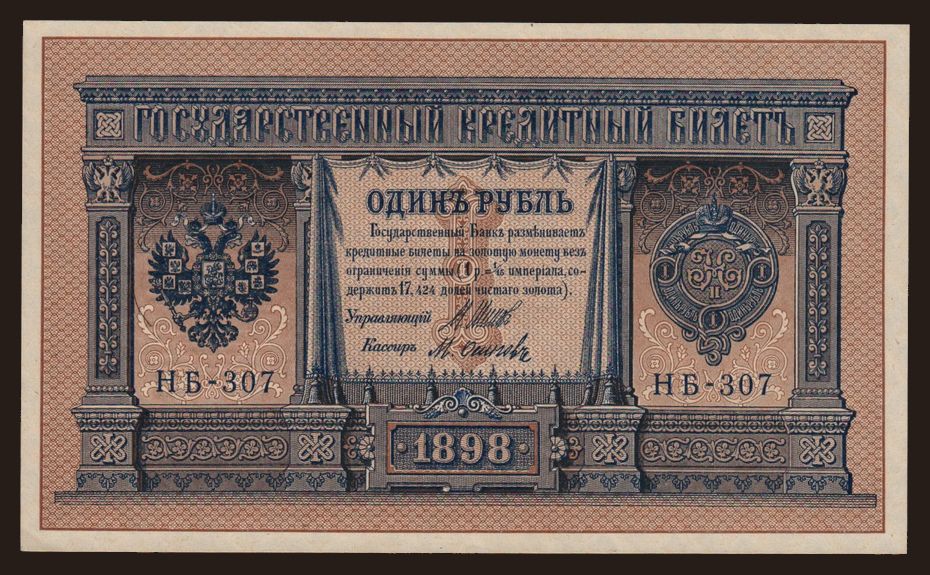 ГОСУДАРСТВЕННЫЙ КРЕДИТНЫЙ БИЛЕТЪ
ОДИНЪ РУБЛЬ
Государственный Банкъ размѣниваетъ
кредитные билеты на золотую монету безъ
ограниченія суммы (1 р. = 1/15 имперіала, со-
держитъ 17,424 долей чистаго золота).
Управляющій
Кассиръ М. Осиповъ
НБ-307
НБ-307
1898